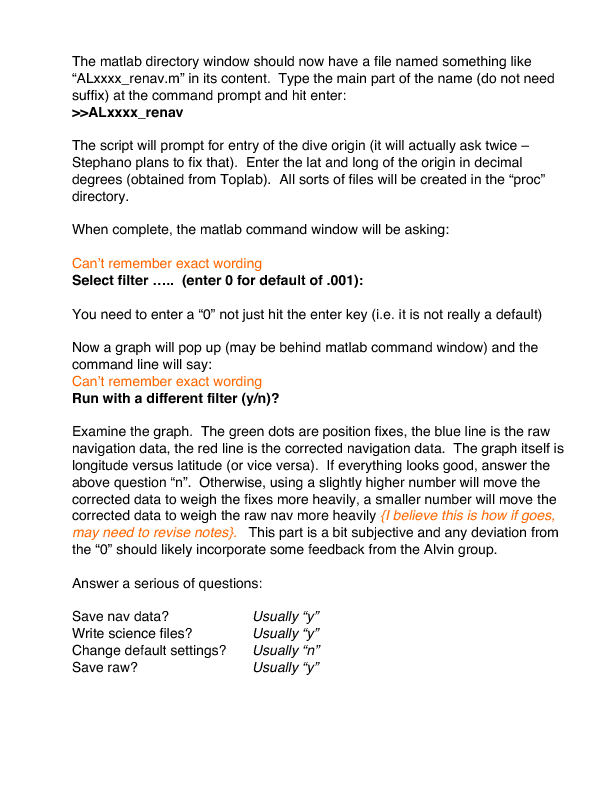 The matlab directory window should now have a file named something like
“ALxxxx_renav.m” in its content.  Type the main part of the name (do not need
suffix) at the command prompt and hit enter:
>>ALxxxx_renav
The script will prompt for entry of the dive origin (it will actually ask twice –
Stephano plans to fix that).  Enter the lat and long of the origin in decimal
degrees (obtained from Toplab).  All sorts of files will be created in the “proc”
directory.
When complete, the matlab command window will be asking:
Can’t remember exact wording
Select filter …..  (enter 0 for default of .001):
You need to enter a “0” not just hit the enter key (i.e. it is not really a default)
Now a graph will pop up (may be behind matlab command window) and the
command line will say:
Can’t remember exact wording
Run with a different filter (y/n)?
Examine the graph.  The green dots are position fixes, the blue line is the raw
navigation data, the red line is the corrected navigation data.  The graph itself is
longitude versus latitude (or vice versa).  If everything looks good, answer the
above question “n”.  Otherwise, using a slightly higher number will move the
corrected data to weigh the fixes more heavily, a smaller number will move the
corrected data to weigh the raw nav more heavily {I believe this is how if goes,
may need to revise notes}.   This part is a bit subjective and any deviation from
the “0” should likely incorporate some feedback from the Alvin group.
Answer a serious of questions:
Save nav data? Usually “y”
Write science files? Usually “y”
Change default settings? Usually “n”
Save raw? Usually “y”